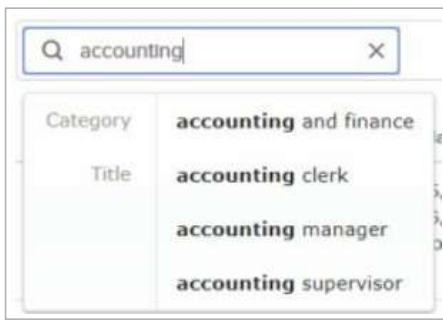 accounting
Category accounting and finance
Title accounting clerk
accounting manager
accounting supervisor